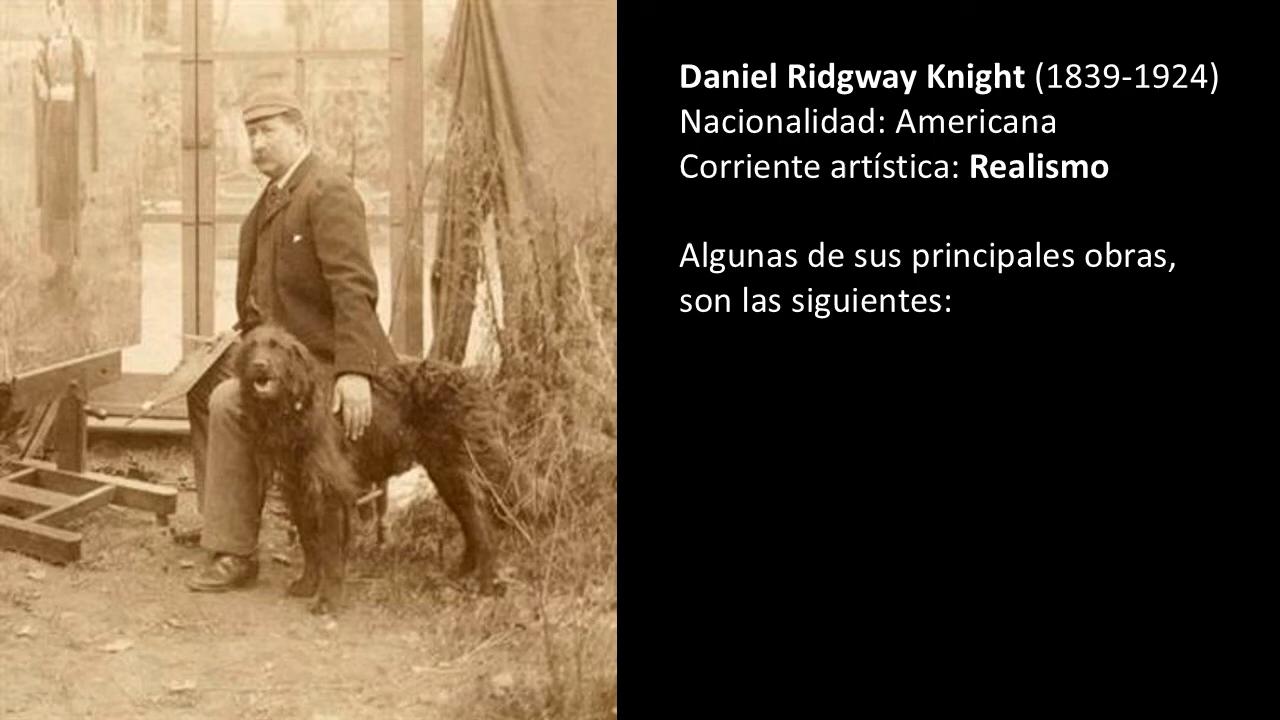 Daniel Ridgway Knight (1839-1924)
Nacionalidad: Americana
Corriente artística: Realismo
Algunas de sus principales obras,
son las siguientes: